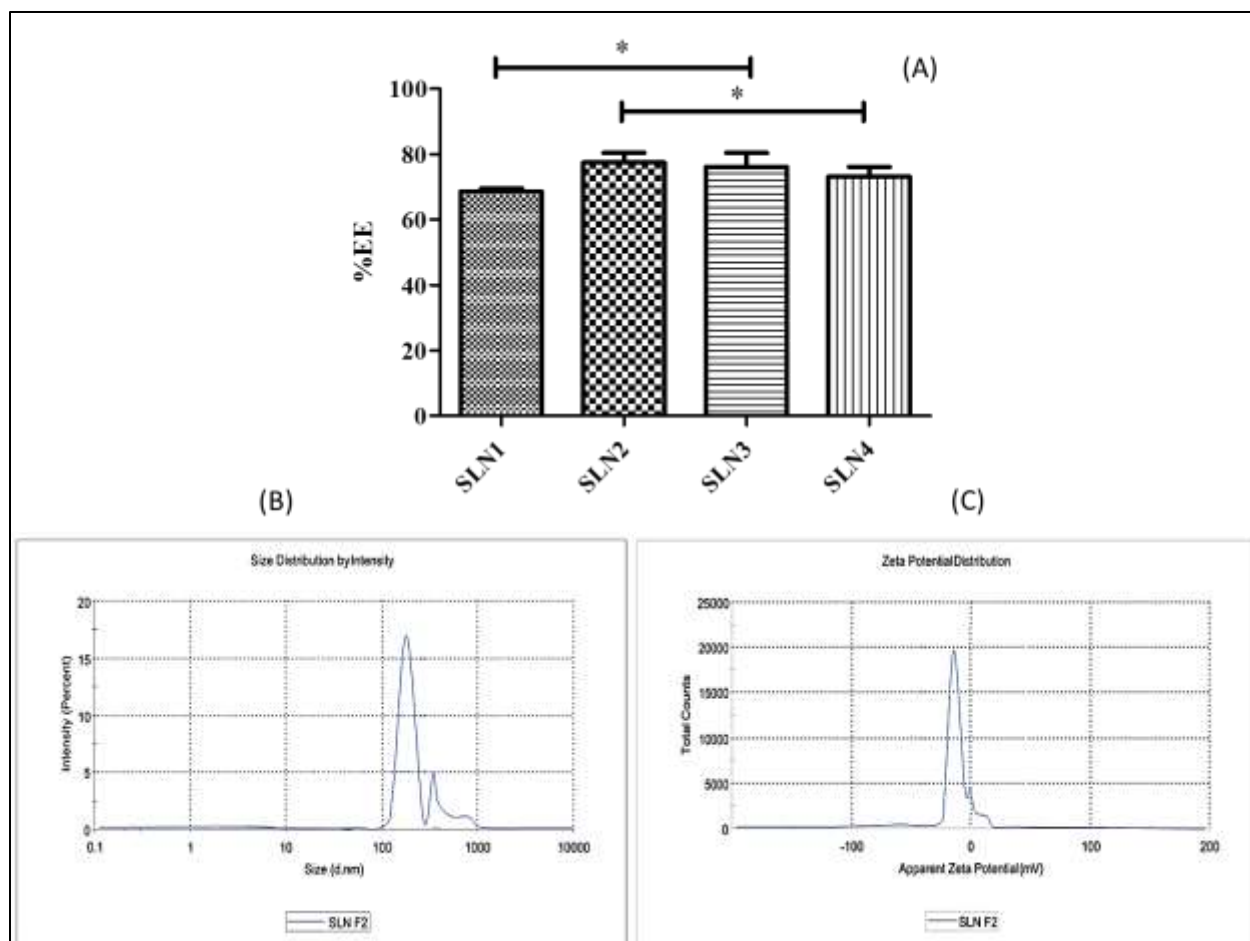 *
(A)
*
100
80
60
40
20
0
%EE
SLN1
SLN2
SLN3
SLN4
(B)
(C)
Size Distribution by Intensity
20
15
10
5
0
Intensity (Percent)
0.1
1
10
100
1000
10000
Size (d.nm)
SLN F2
Zeta Potential Distribution
25000
20000
15000
10000
5000
0
Total Counts
-100
0
100
200
Apparent Zeta Potential (mV)
SLN F2